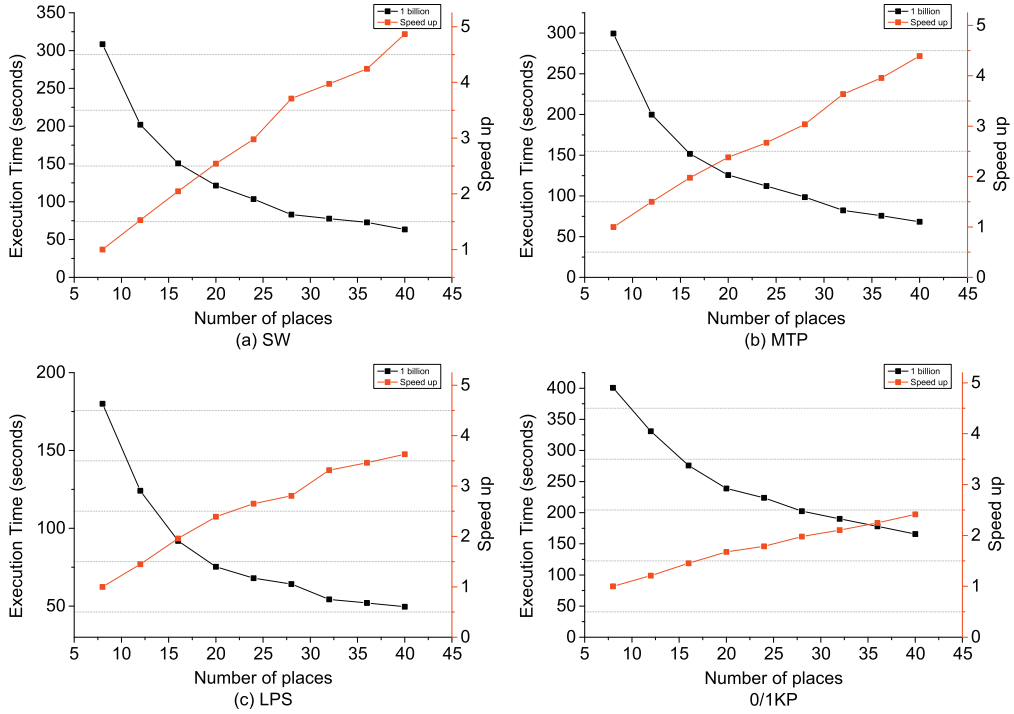 1 billion
Speed up
Execution Time (seconds)
350
300
250
200
150
100
50
0
5
4
3
2
1
Speed up
5 10 15 20 25 30 35 40 45
Number of places
(a) SW
1 billion
Speed up
Execution Time (seconds)
300
250
200
150
100
50
0
5
4
3
2
1
0
Speed up
5 10 15 20 25 30 35 40 45
Number of places
(b) MTP
1 billion
Speed up
Execution Time (seconds)
200
150
100
50
5
4
3
2
1
0
Speed up
5 10 15 20 25 30 35 40 45
Number of places
(c) LPS
1 billion
Speed up
Execution Time (seconds)
400
350
300
250
200
150
100
50
0
5
4
3
2
1
0
Speed up
5 10 15 20 25 30 35 40 45
Number of places
0/1KP